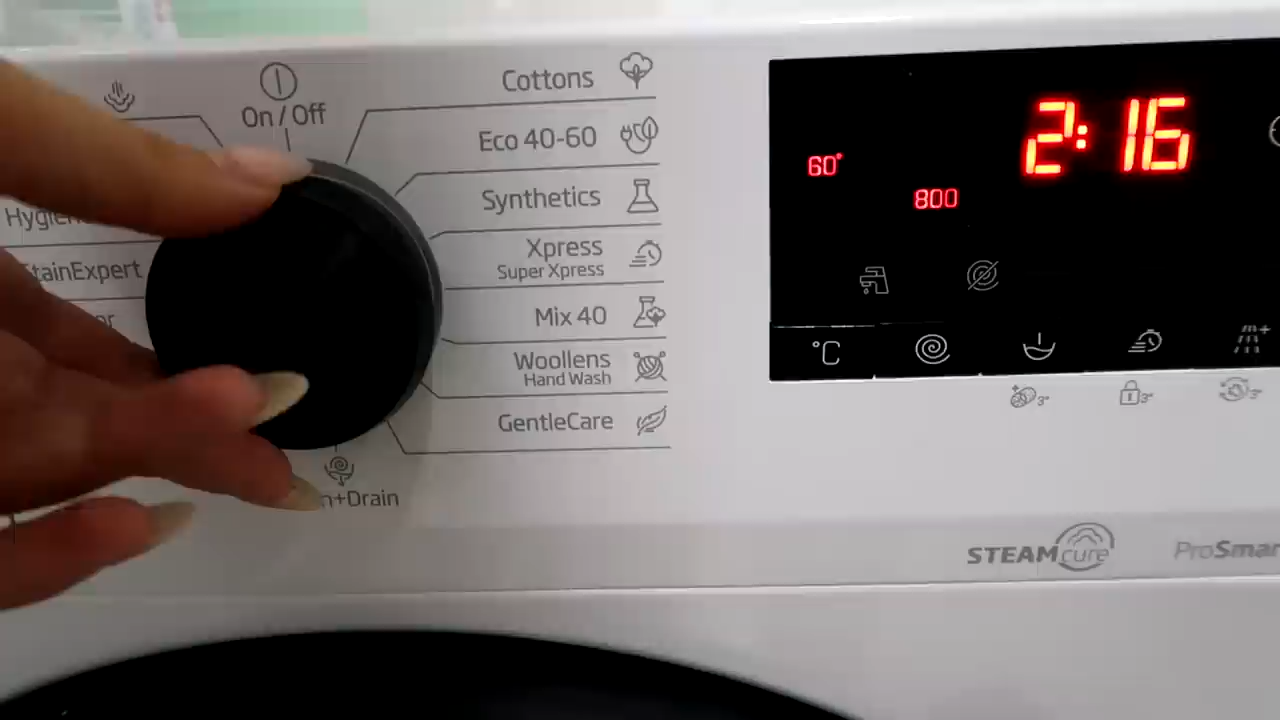 On / Off
Cottons
Eco 40-60
Synthetics
Xpress
Super Xpress
Mix 40
Woollens
Hand Wash
GentleCare
StainExpert
n+Drain
2:16
60°
800
°C
3"
3"
3"
STEAMcure
ProSmar